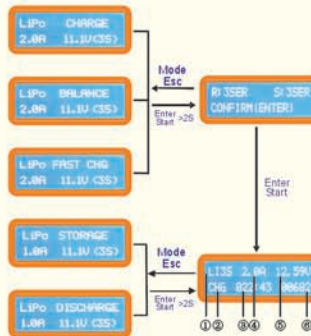 LiPo CHARGE
2.0A 11.1V(3S)
LiPo BALANCE
2.0A 11.1V(3S)
LiPo FAST CHG
2.0A 11.1V(3S)
LiPo STORAGE
1.0A 11.1V(3S)
LiPo DISCHARGE
1.0A 11.1V(3S)
Mode
Esc
Enter
Start >2S
R:3SER S:3SER
CONFIRM(ENTER)
Enter
Start
Mode
Esc
Enter
Start >2S
LI3S 2.0A 12.59V
CHG 022:43 00682
①② ③④ ⑤ ⑥